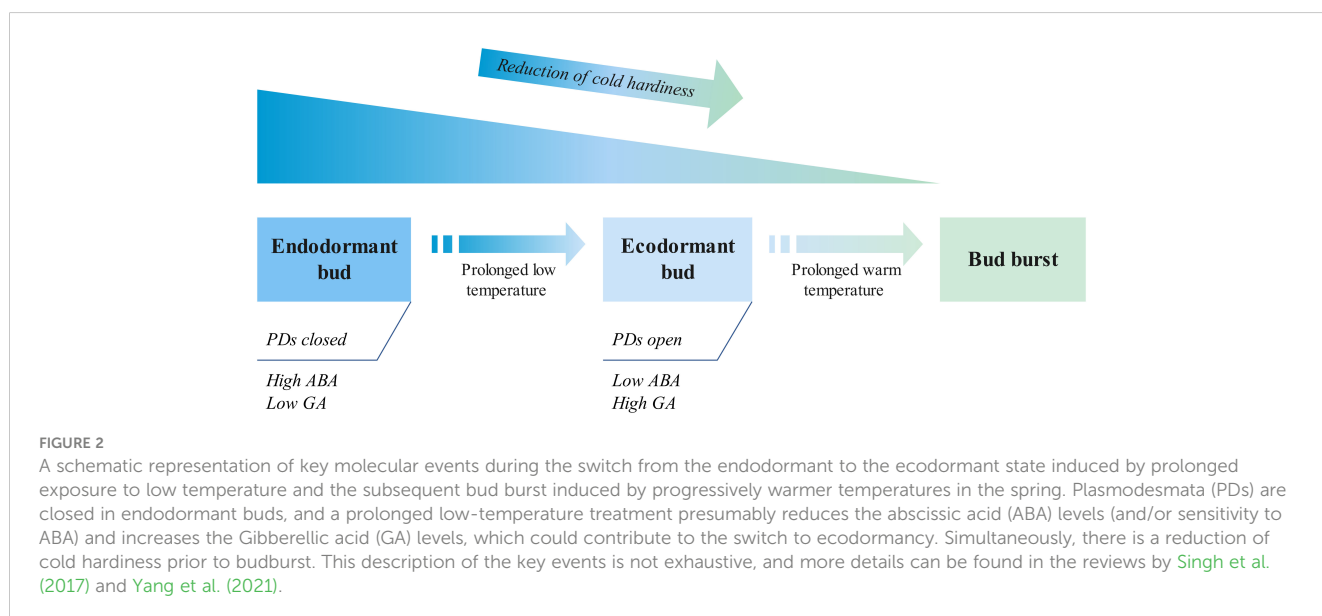 Reduction of cold hardiness
Endodormant
bud
Prolonged low
temperature
Ecodormant
bud
Prolonged warm
temperature
Bud burst
PDs closed
High ABA
Low GA
PDs open
Low ABA
High GA
FIGURE 2
A schematic representation of key molecular events during the switch from the endodormant to the ecodormant state induced by prolonged
exposure to low temperature and the subsequent bud burst induced by progressively warmer temperatures in the spring. Plasmodesmata (PDs) are
closed in endodormant buds, and a prolonged low-temperature treatment presumably reduces the abscissic acid (ABA) levels (and/or sensitivity to
ABA) and increases the Gibberellic acid (GA) levels, which could contribute to the switch to ecodormancy. Simultaneously, there is a reduction of
cold hardiness prior to budburst. This description of the key events is not exhaustive, and more details can be found in the reviews by Singh et al.
(2017) and Yang et al. (2021).